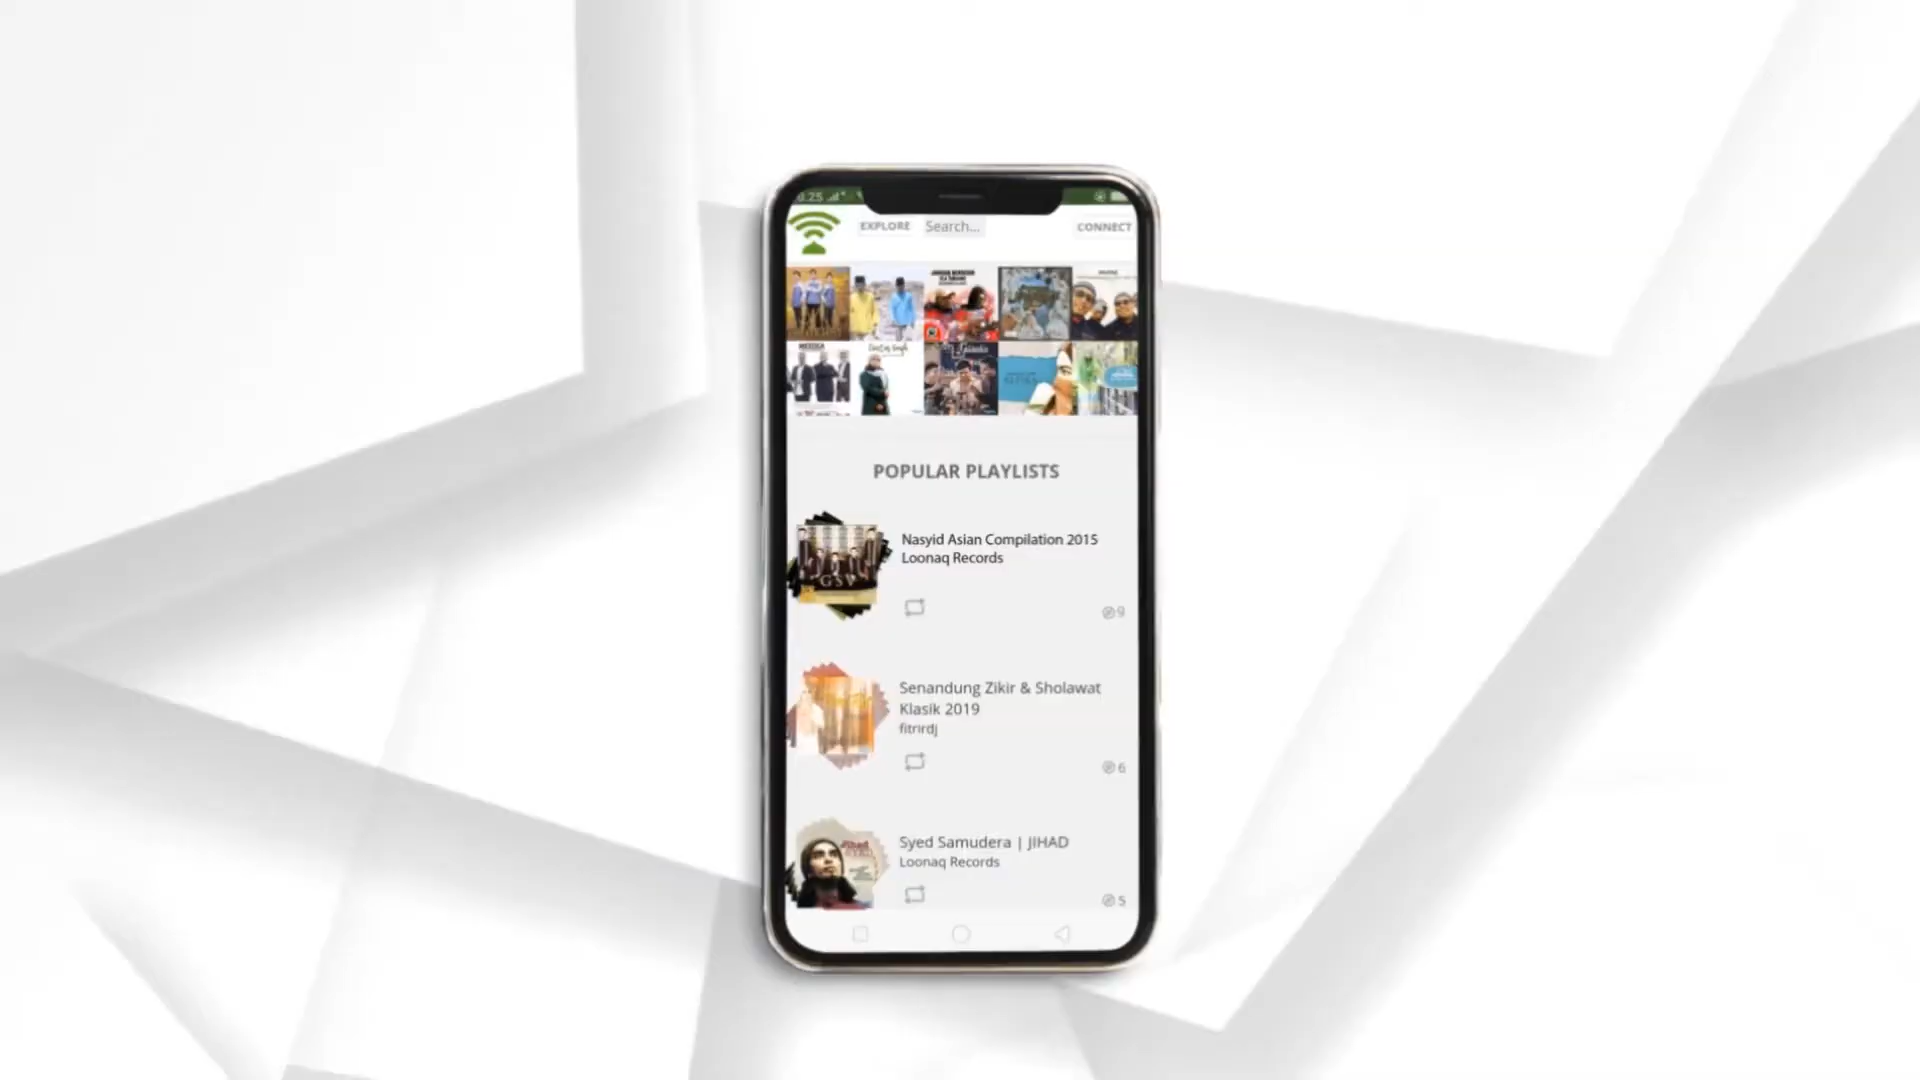 EXPLORE
Search...
CONNECT
POPULAR PLAYLISTS
Nasyid Asian Compilation 2015
Loonaq Records
9
Senandung Zikir & Sholawat
Klasik 2019
fitrirdj
6
Syed Samudera | JIHAD
Loonaq Records
5